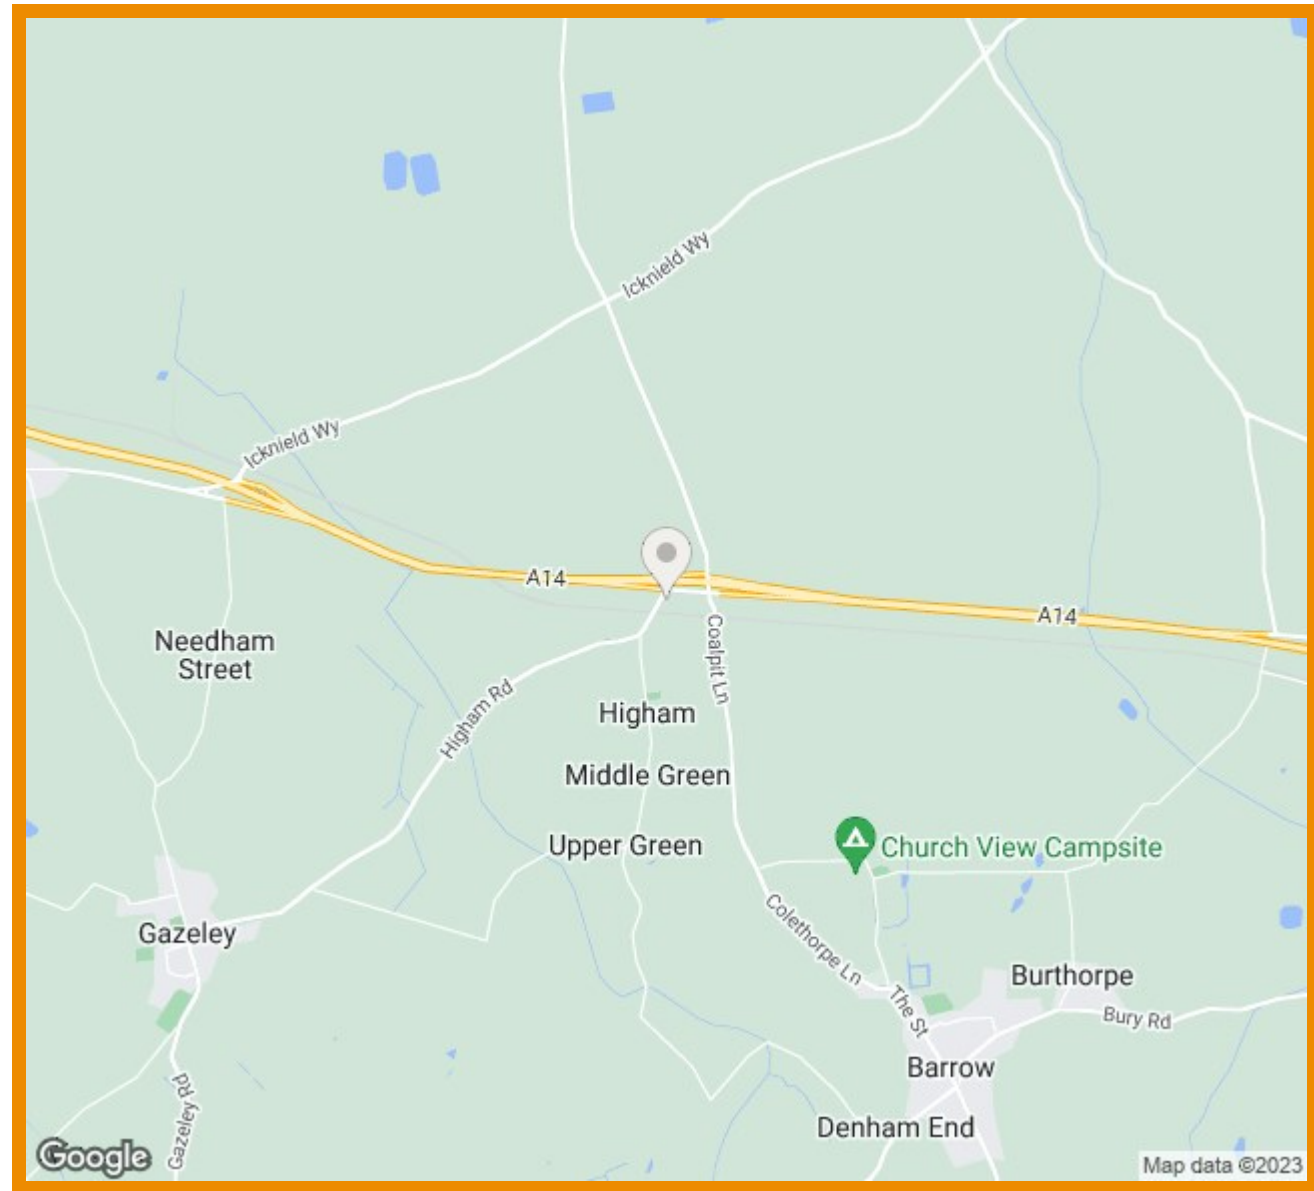 Icknield Wy
Icknield Wy
A14
A14
Needham
Street
Coalpit Ln
Higham Rd
Higham
Middle Green
Upper Green
Church View Campsite
Gazeley
Colethorpe Ln
Burthorpe
The St
Bury Rd
Barrow
Gazeley Rd
Denham End
Google
Map data ©2023